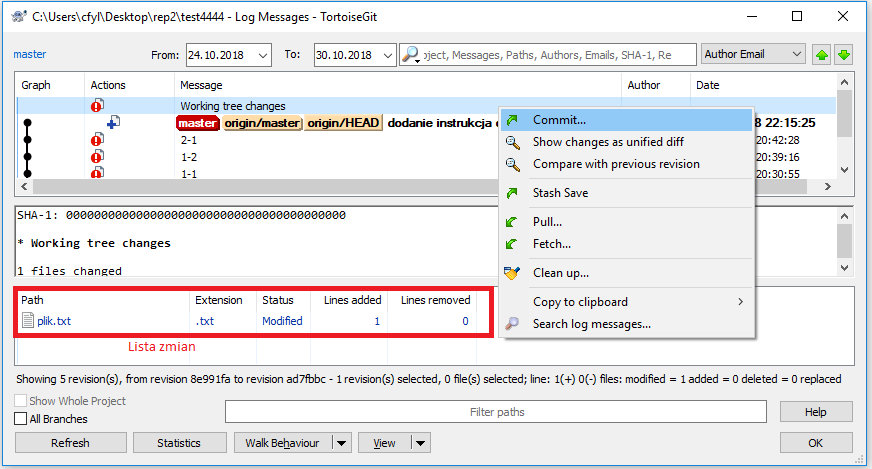 C:\Users\cfyl\Desktop\rep2\test4444 - Log Messages - TortoiseGit
master From: 24.10.2018 To: 30.10.2018 oject, Messages, Paths, Authors, Emails, SHA-1, Re Author Email
Graph Actions Message Author Date
Working tree changes
master origin/master origin/HEAD dodanie instrukcja 8 22:15:25
2-1 20:42:28
1-2 20:39:16
1-1 20:30:55
Commit...
Show changes as unified diff
Compare with previous revision
Stash Save
Pull...
Fetch...
Clean up...
Copy to clipboard
Search log messages...
SHA-1: 0000000000000000000000000000000000000000
* Working tree changes
1 files changed
Path Extension Status Lines added Lines removed
plik.txt .txt Modified 1 0
Lista zmian
Showing 5 revision(s), from revision 8e991fa to revision ad7fbbc - 1 revision(s) selected, 0 file(s) selected; line: 1(+) 0(-) files: modified = 1 added = 0 deleted = 0 replaced
Show Whole Project
All Branches
Filter paths
Help
Refresh Statistics Walk Behaviour View OK